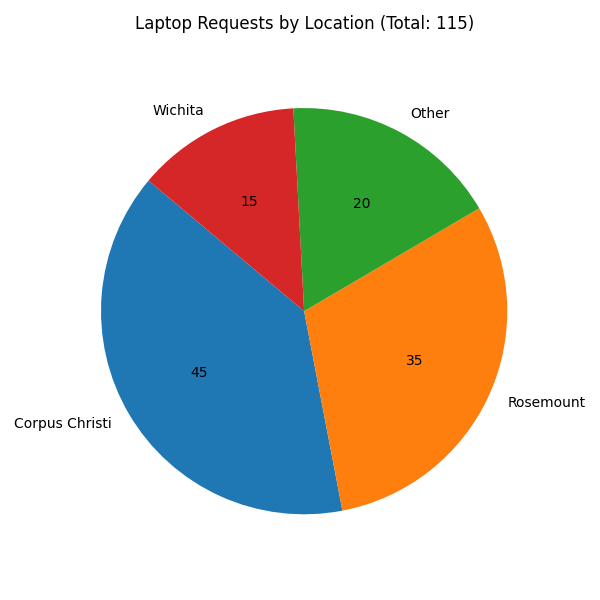 Laptop Requests by Location (Total: 115)
Wichita
Other
15
20
35
45
Rosemount
Corpus Christi